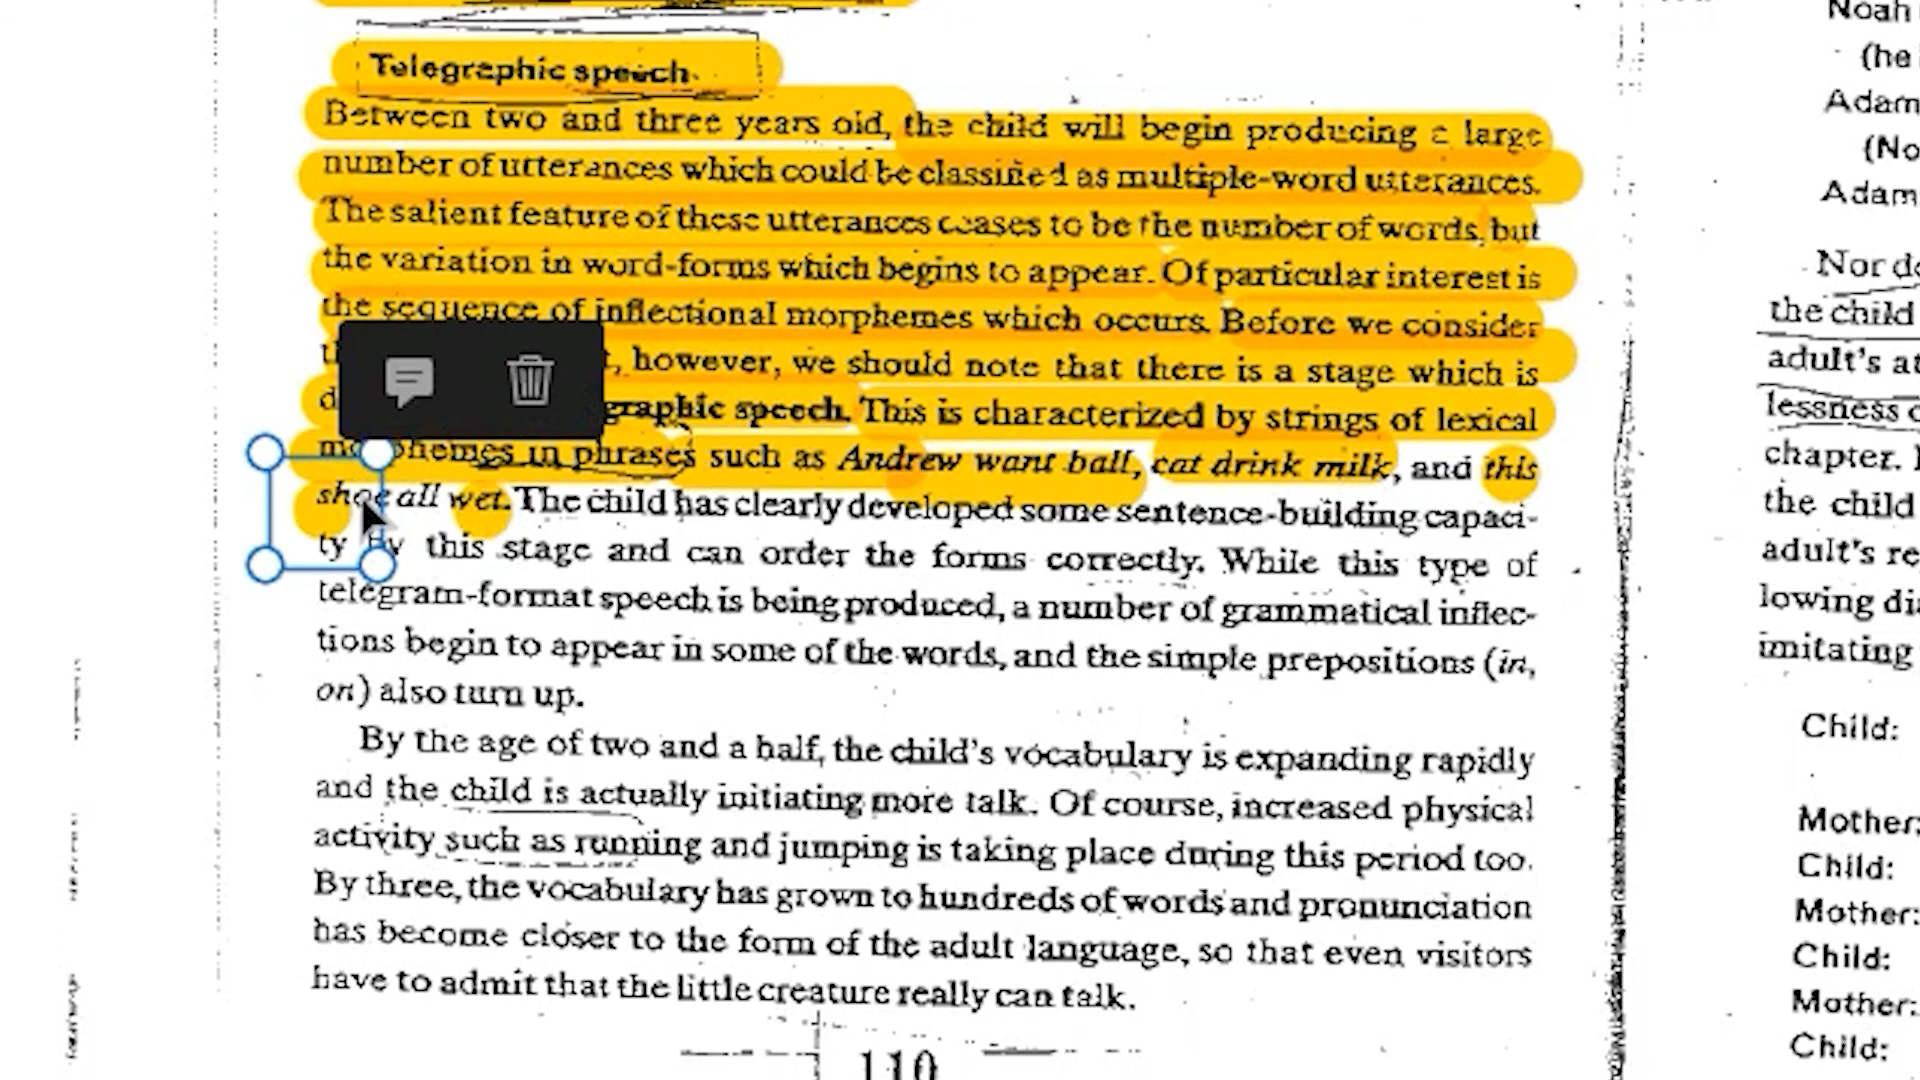 Telegraphic speech
Between two and three years old, the child will begin producing a large
number of utterances which could be classified as multiple-word utterances.
The salient feature of these utterances ceases to be the number of words, but
the variation in word-forms which begins to appear. Of particular interest is
the sequence of inflectional morphemes which occurs. Before we consider
however, we should note that there is a stage which is
graphic speech. This is characterized by strings of lexical
morphemes in phrases such as Andrew want ball, cat drink milk, and this
shoe all wet. The child has clearly developed some sentence-building capaci-
ty by this stage and can order the forms correctly. While this type of
telegram-format speech is being produced, a number of grammatical inflec-
tions begin to appear in some of the words, and the simple prepositions (in,
on) also turn up.
By the age of two and a half, the child's vocabulary is expanding rapidly
and the child is actually initiating more talk. Of course, increased physical
activity such as running and jumping is taking place during this period too.
By three, the vocabulary has grown to hundreds of words and pronunciation
has become closer to the form of the adult language, so that even visitors
have to admit that the little creature really can talk.
110
Noah
(he
Adam
(No
Adam
Nor do
the child
adult's at
lessness
chapter.
the child
adult's re
lowing
imitating
Child:
Mother:
Child:
Mother:
Child:
Mother:
Child: